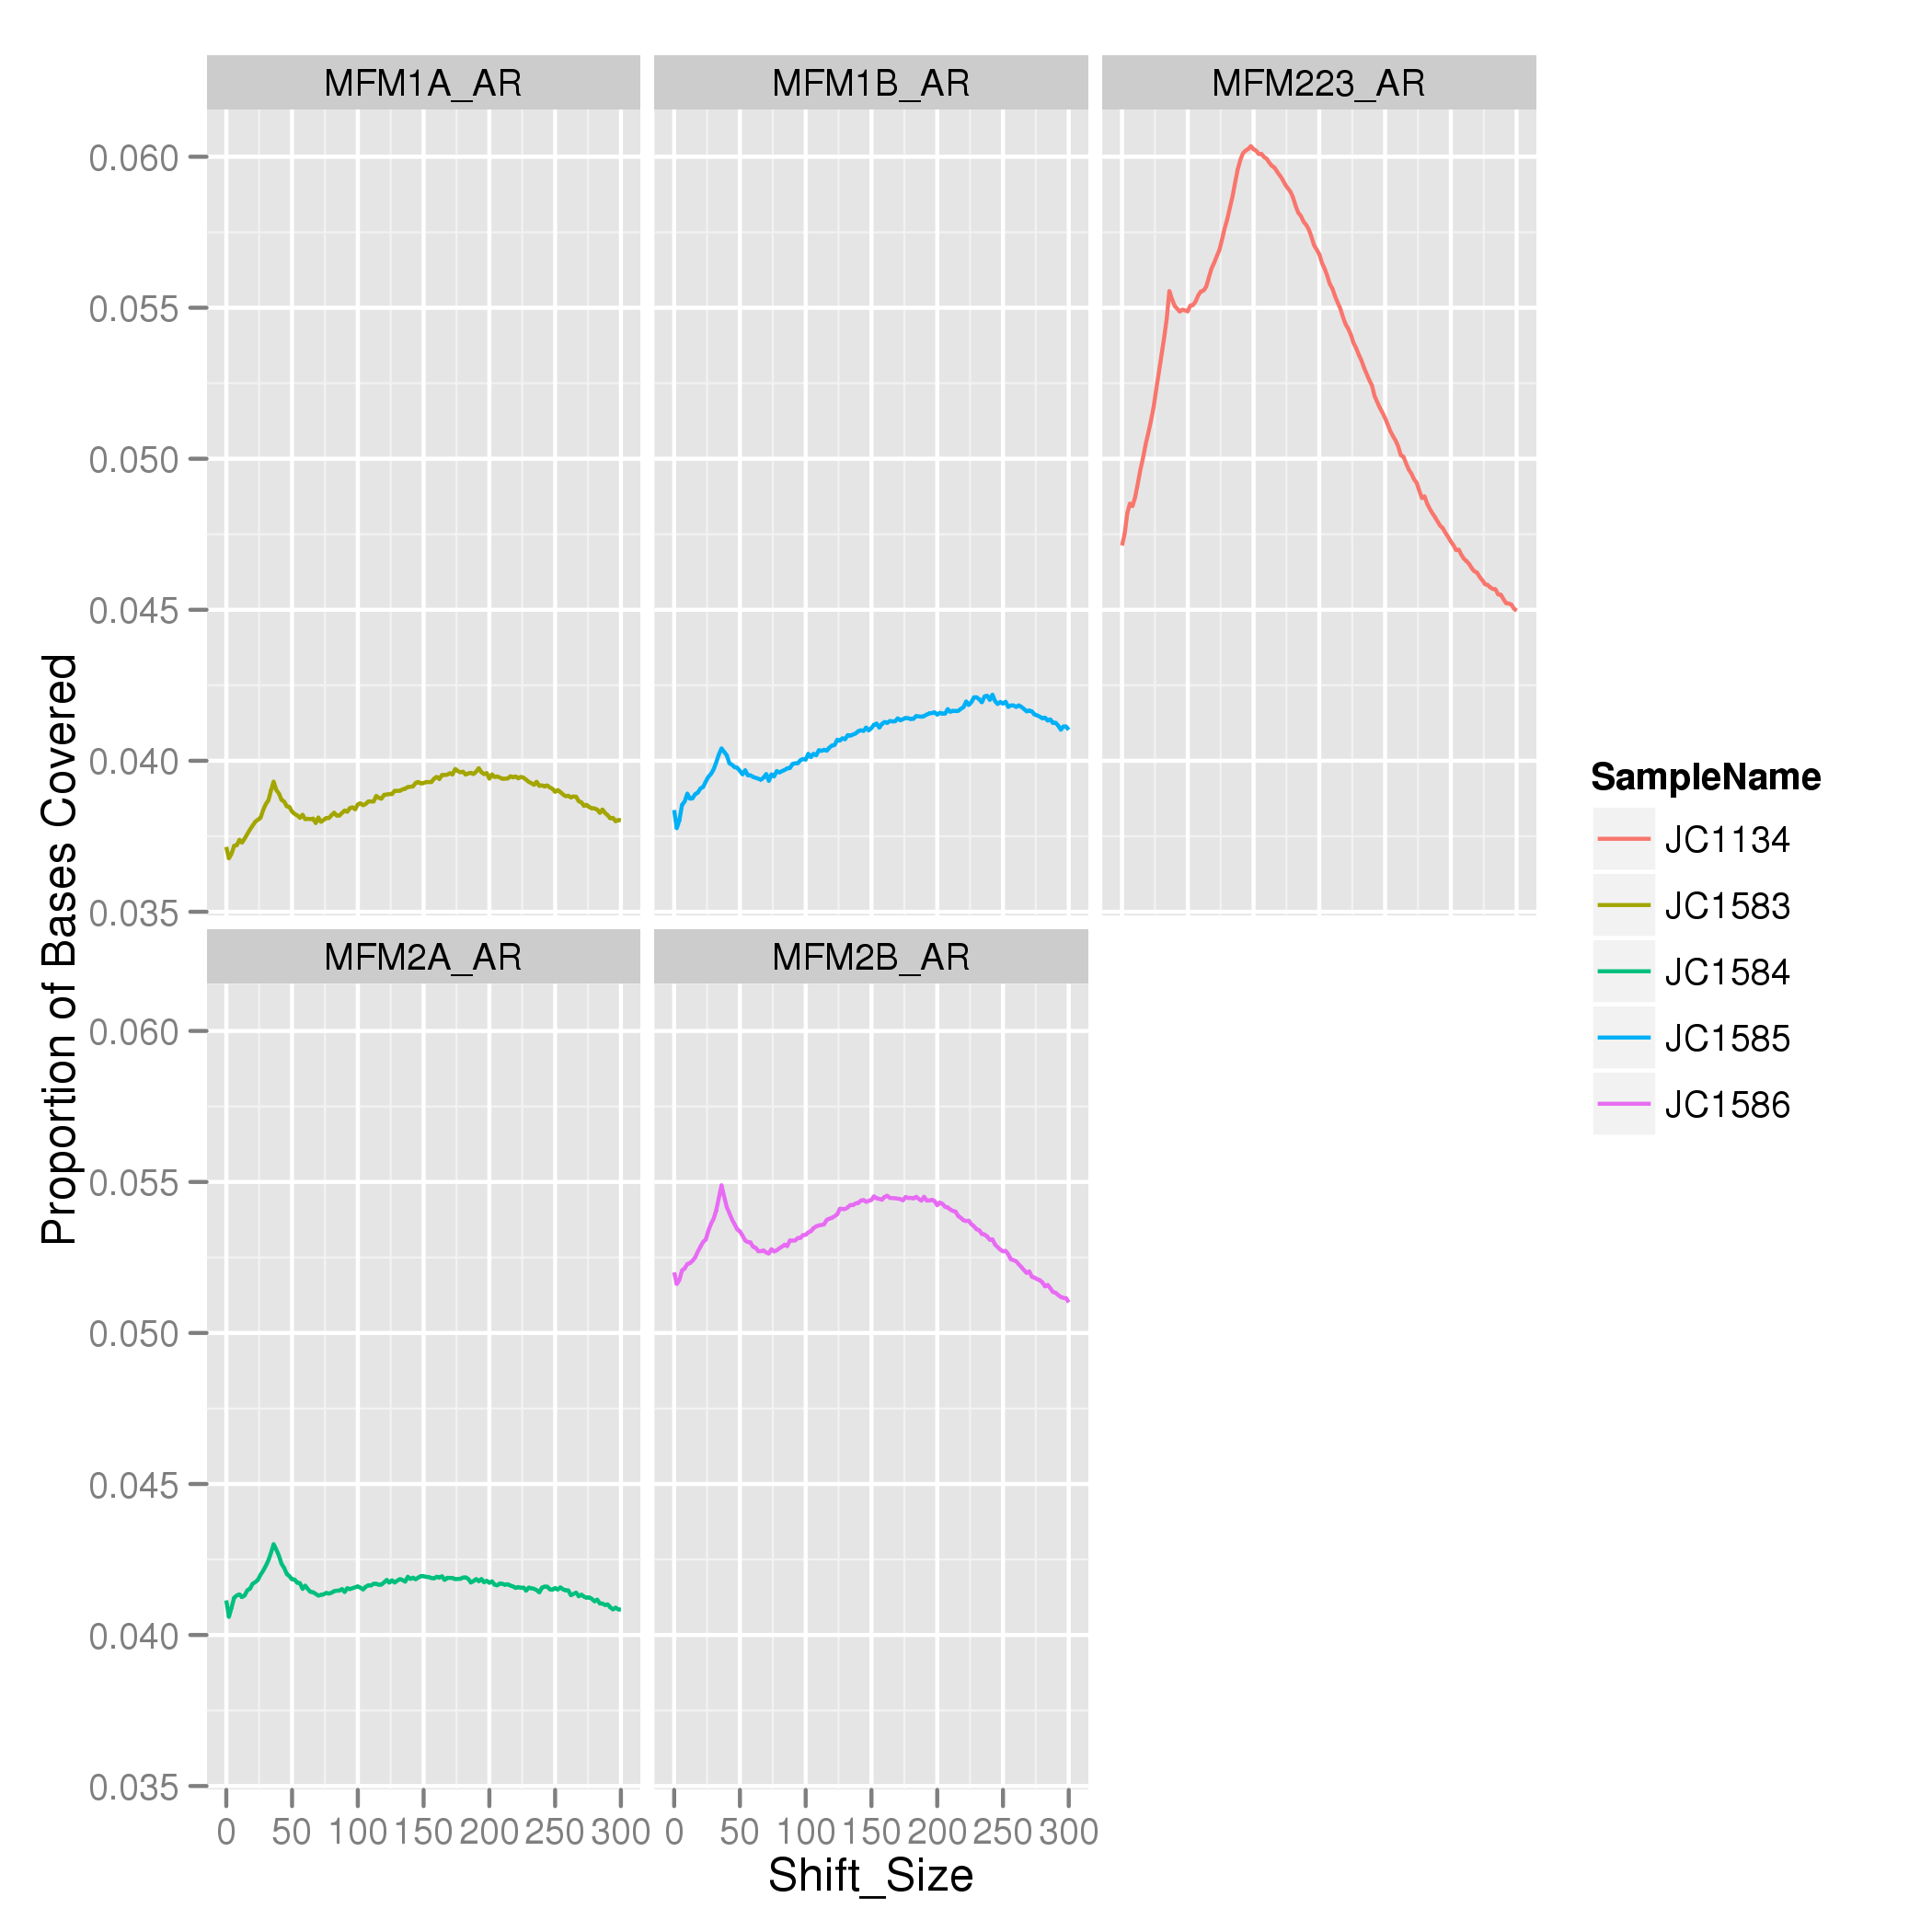 MFM1A_AR MFM1B_AR MFM223_AR
0.060
0.055
0.050
0.045
0.040
0.035
MFM2A_AR MFM2B_AR
0.060
0.055
0.050
0.045
0.040
0.035
0 50 100 150 200 250 300 0 50 100 150 200 250 300
Shift_Size
Proportion of Bases Covered
SampleName
JC1134
JC1583
JC1584
JC1585
JC1586